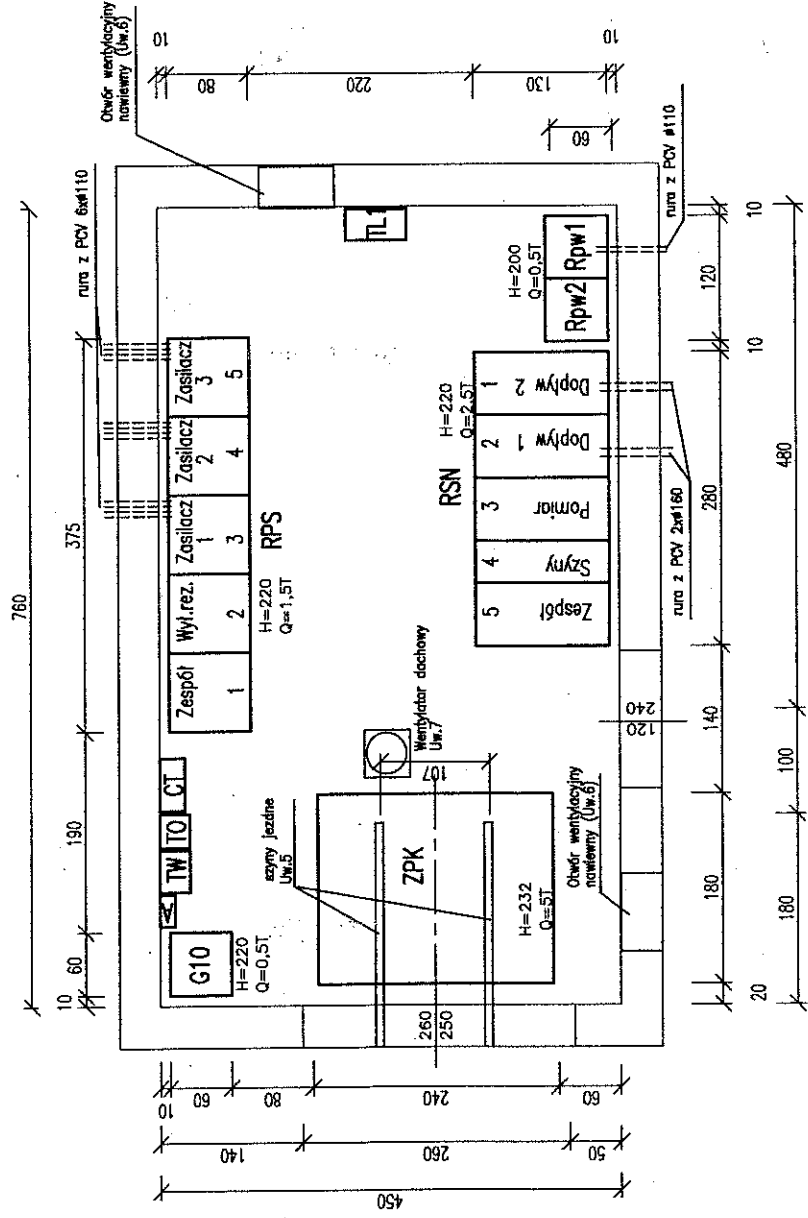 Otwór wentylacyjny
nawiewny (Uw.6)
10
80
220
130
10
60
rura z PCV 6xø110
760
375
190
60
10
Zespół
1
Wył.rez.
2
Zasilacz
1
3
Zasilacz
2
4
Zasilacz
3
5
RPS
H=220
Q=1,5T
TL1
H=200
Q=0,5T
Rpw2
Rpw1
rura z PCV ø110
CT
TO
TW
A
G10
H=220
Q=0,5T
szyny jezdne
Uw.5
Wentylator dachowy
Uw.7
107
ZPK
H=232
Q=5T
260
250
RSN
H=220
Q=2,5T
5
Zespół
4
Szyny
3
Pomiar
2
Dopływ 1
1
Dopływ 2
rura z PCV 2xø160
Otwór wentylacyjny
nawiewny (Uw.6)
240
120
10
60
80
240
60
140
260
50
450
180
140
280
10
120
10
20
180
100
480